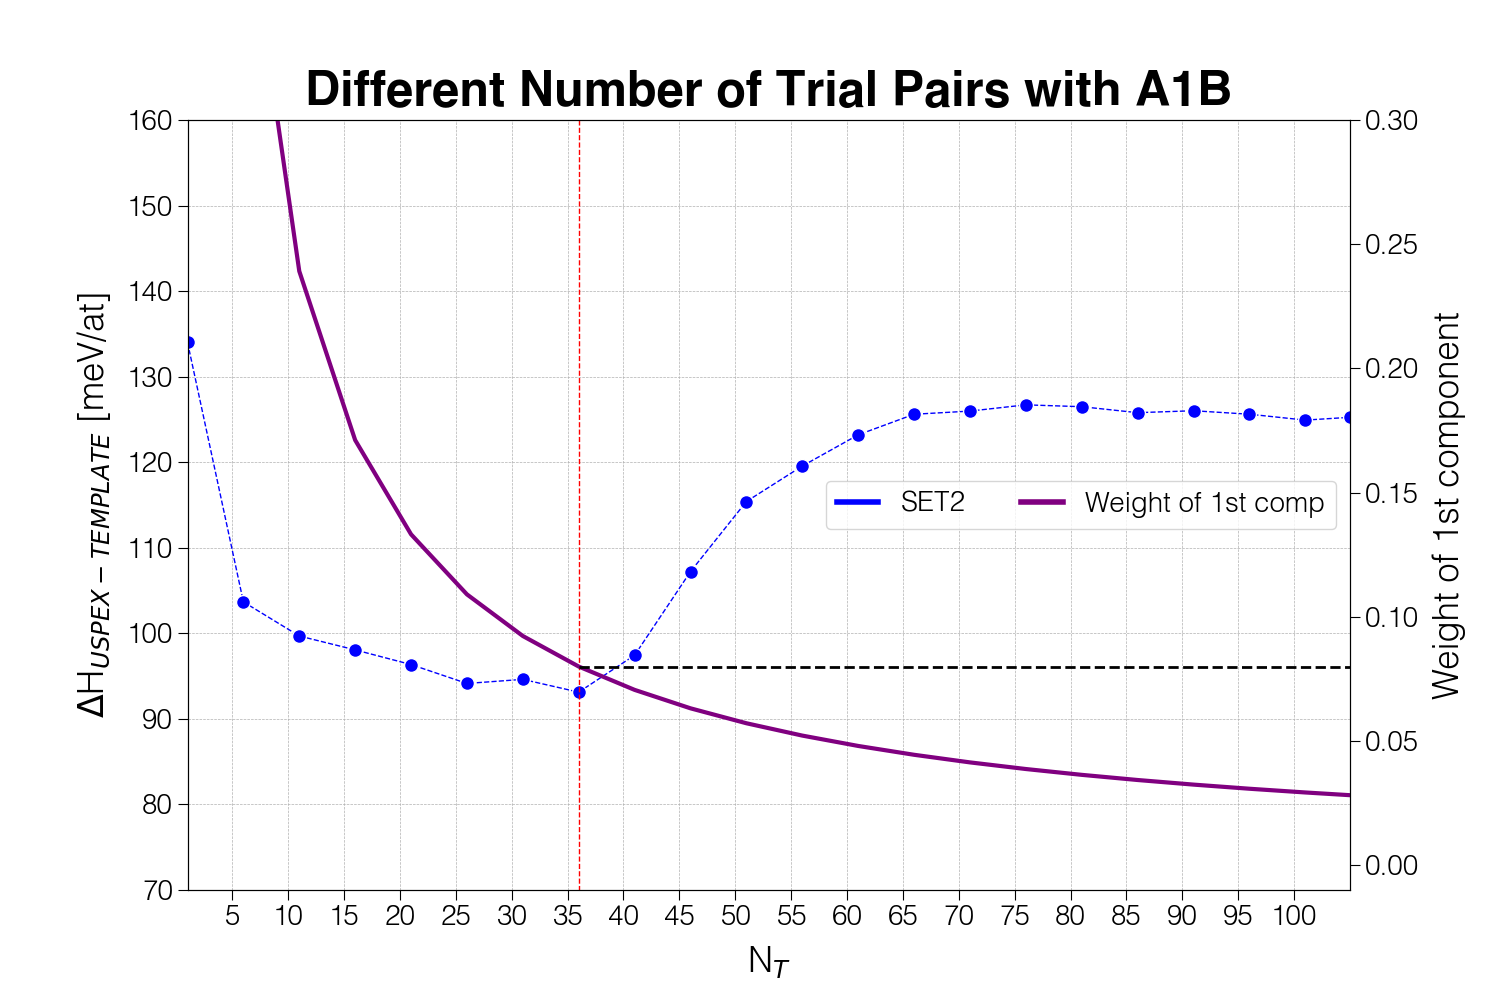 Different Number of Trial Pairs with A1B
160
150
140
130
120
110
100
90
80
70
ΔH_{USPEX−TEMPLATE} [meV/at]
0.30
0.25
0.20
0.15
0.10
0.05
0.00
Weight of 1st component
SET2 Weight of 1st comp
5 10 15 20 25 30 35 40 45 50 55 60 65 70 75 80 85 90 95 100
N_T